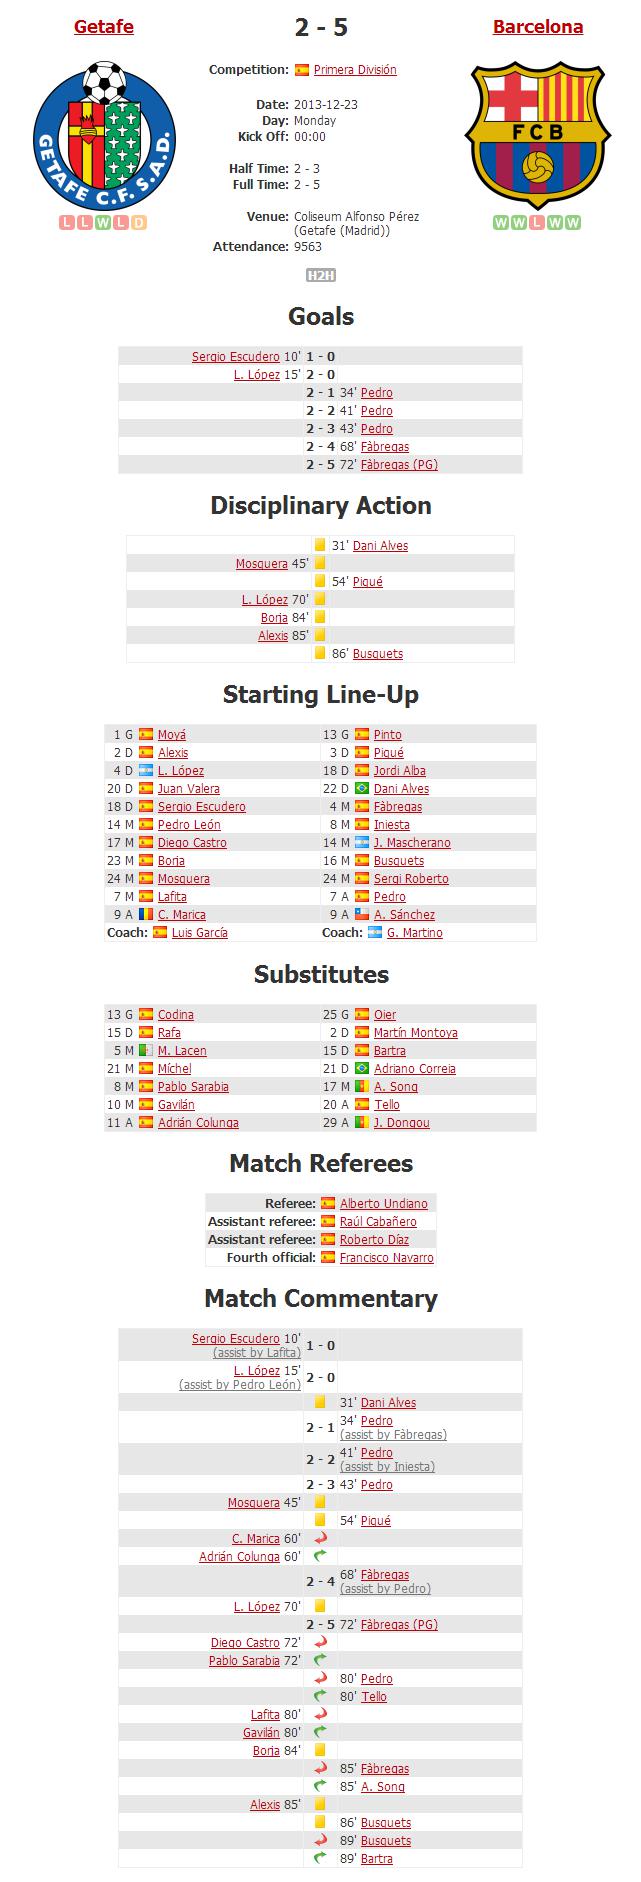 Getafe 2 - 5 Barcelona
Competition: Primera División
Date: 2013-12-23
Day: Monday
Kick Off: 00:00
Half Time: 2 - 3
Full Time: 2 - 5
Venue: Coliseum Alfonso Pérez
(Getafe (Madrid))
Attendance: 9563
GETAFE C.F. S.A.D.
FCB
L L W L D
W W L W W
H2H
Goals
Sergio Escudero 10' 1 - 0
L. López 15' 2 - 0
2 - 1 34' Pedro
2 - 2 41' Pedro
2 - 3 43' Pedro
2 - 4 68' Fàbregas
2 - 5 72' Fàbregas (PG)
Disciplinary Action
31' Dani Alves
Mosquera 45'
54' Piqué
L. López 70'
Borja 84'
Alexis 85'
86' Busquets
Starting Line-Up
1 G Moyá 13 G Pinto
2 D Alexis 3 D Piqué
4 D L. López 18 D Jordi Alba
20 D Juan Valera 22 D Dani Alves
18 D Sergio Escudero 4 M Fàbregas
14 M Pedro León 8 M Iniesta
17 M Diego Castro 14 M J. Mascherano
23 M Borja 16 M Busquets
24 M Mosquera 24 M Sergi Roberto
7 M Lafita 7 A Pedro
9 A C. Marica 9 A A. Sánchez
Coach: Luis García Coach: G. Martino
Substitutes
13 G Codina 25 G Oier
15 D Rafa 2 D Martín Montoya
5 M M. Lacen 15 D Bartra
21 M Míchel 21 D Adriano Correia
8 M Pablo Sarabia 17 M A. Song
10 M Gavilán 20 A Tello
11 A Adrián Colunga 29 A J. Dongou
Match Referees
Referee: Alberto Undiano
Assistant referee: Raúl Cabañero
Assistant referee: Roberto Díaz
Fourth official: Francisco Navarro
Match Commentary
Sergio Escudero 10' 1 - 0
(assist by Lafita)
L. López 15' 2 - 0
(assist by Pedro León)
31' Dani Alves
2 - 1 34' Pedro
(assist by Fàbregas)
2 - 2 41' Pedro
(assist by Iniesta)
2 - 3 43' Pedro
Mosquera 45'
54' Piqué
C. Marica 60'
Adrián Colunga 60'
2 - 4 68' Fàbregas
(assist by Pedro)
L. López 70'
2 - 5 72' Fàbregas (PG)
Diego Castro 72'
Pablo Sarabia 72'
80' Pedro
80' Tello
Lafita 80'
Gavilán 80'
Borja 84'
85' Fàbregas
85' A. Song
Alexis 85'
86' Busquets
89' Busquets
89' Bartra